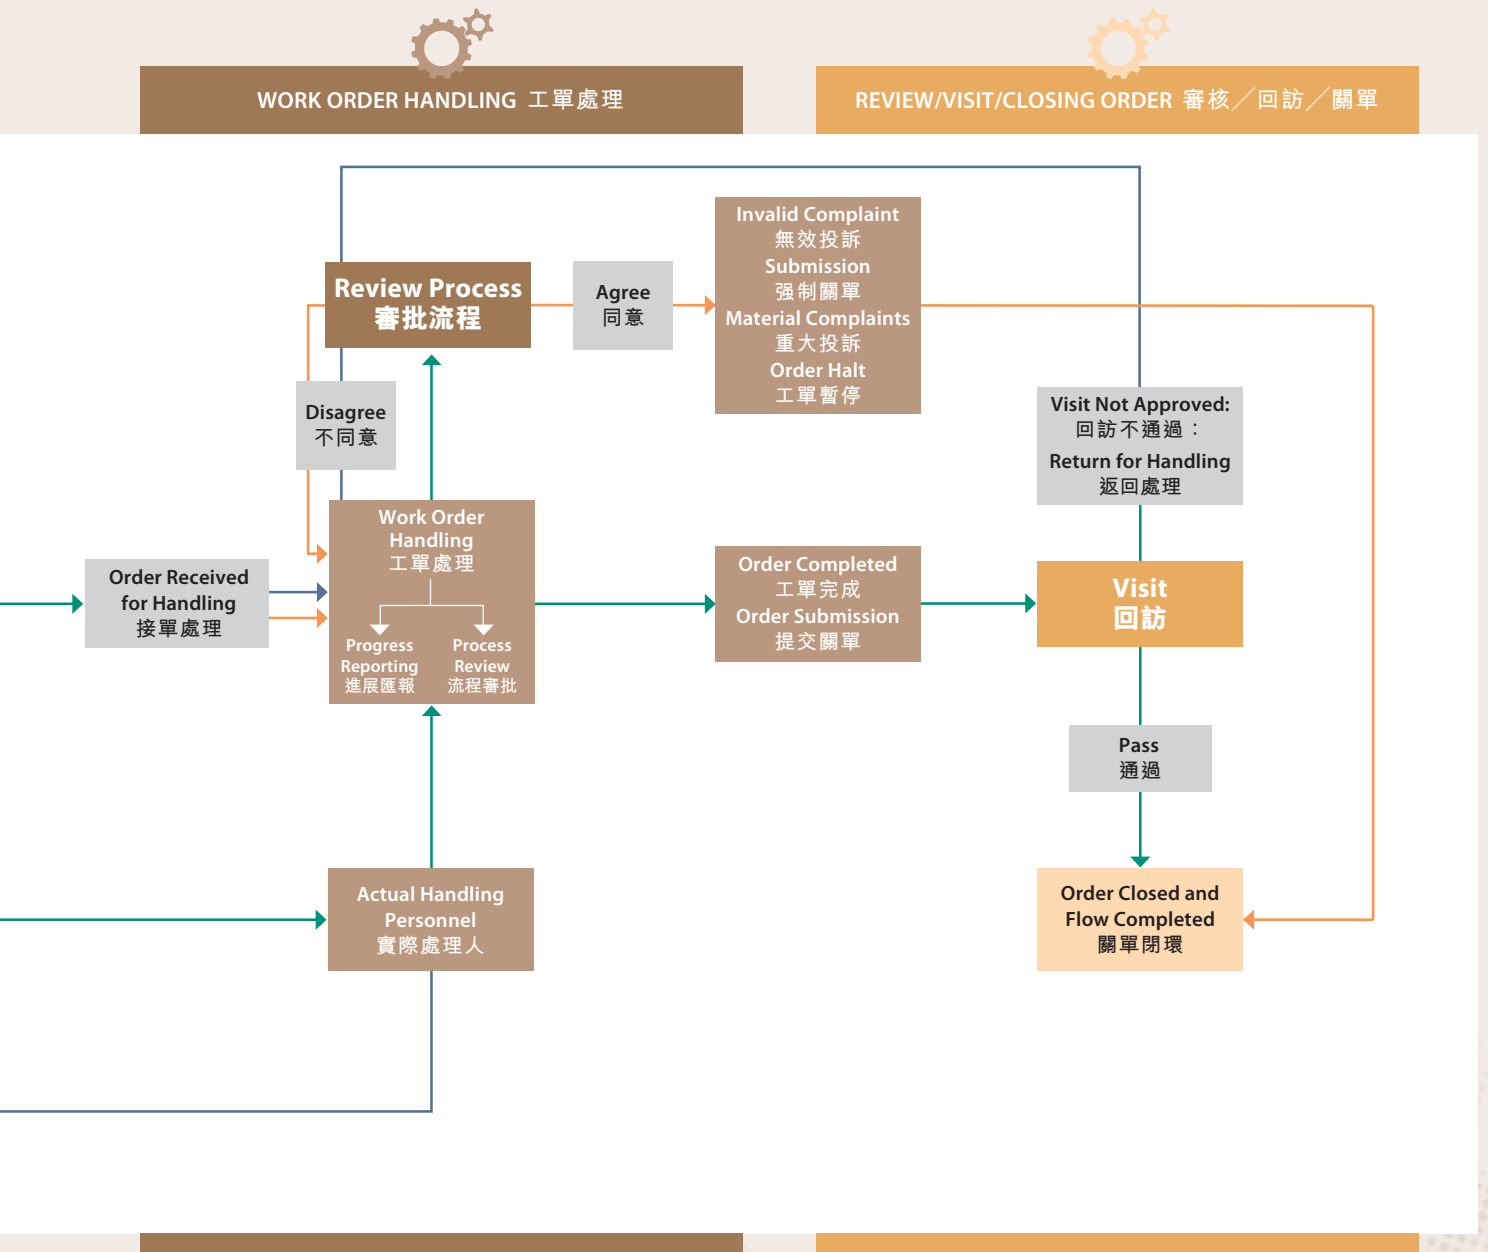 WORK ORDER HANDLING 工單處理
REVIEW/VISIT/CLOSING ORDER 審核╱回訪╱關單
Invalid Complaint
無效投訴
Submission
强制關單
Material Complaints
重大投訴
Order Halt
工單暫停
Review Process
審批流程
Agree
同意
Disagree
不同意
Visit Not Approved:
回訪不通過：
Return for Handling
返回處理
Work Order
Handling
工單處理
Progress
Reporting
進展匯報
Process
Review
流程審批
Order Received
for Handling
接單處理
Order Completed
工單完成
Order Submission
提交關單
Visit
回訪
Pass
通過
Actual Handling
Personnel
實際處理人
Order Closed and
Flow Completed
關單閉環